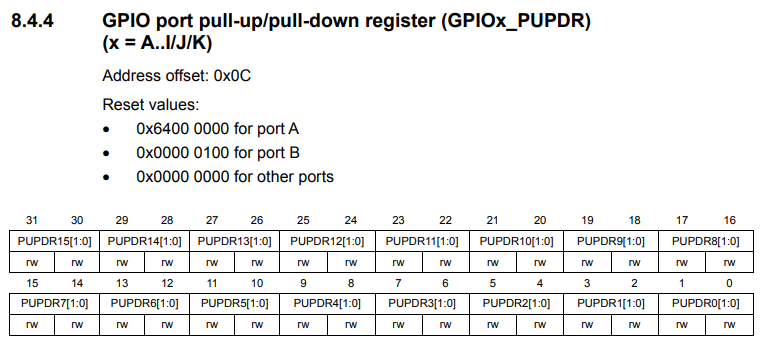 8.4.4 GPIO port pull-up/pull-down register (GPIOx_PUPDR)
(x = A..I/J/K)
Address offset: 0x0C
Reset values:
• 0x6400 0000 for port A
• 0x0000 0100 for port B
• 0x0000 0000 for other ports
31 30 29 28 27 26 25 24 23 22 21 20 19 18 17 16
PUPDR15[1:0] PUPDR14[1:0] PUPDR13[1:0] PUPDR12[1:0] PUPDR11[1:0] PUPDR10[1:0] PUPDR9[1:0] PUPDR8[1:0]
rw rw rw rw rw rw rw rw rw rw rw rw rw rw rw rw
15 14 13 12 11 10 9 8 7 6 5 4 3 2 1 0
PUPDR7[1:0] PUPDR6[1:0] PUPDR5[1:0] PUPDR4[1:0] PUPDR3[1:0] PUPDR2[1:0] PUPDR1[1:0] PUPDR0[1:0]
rw rw rw rw rw rw rw rw rw rw rw rw rw rw rw rw